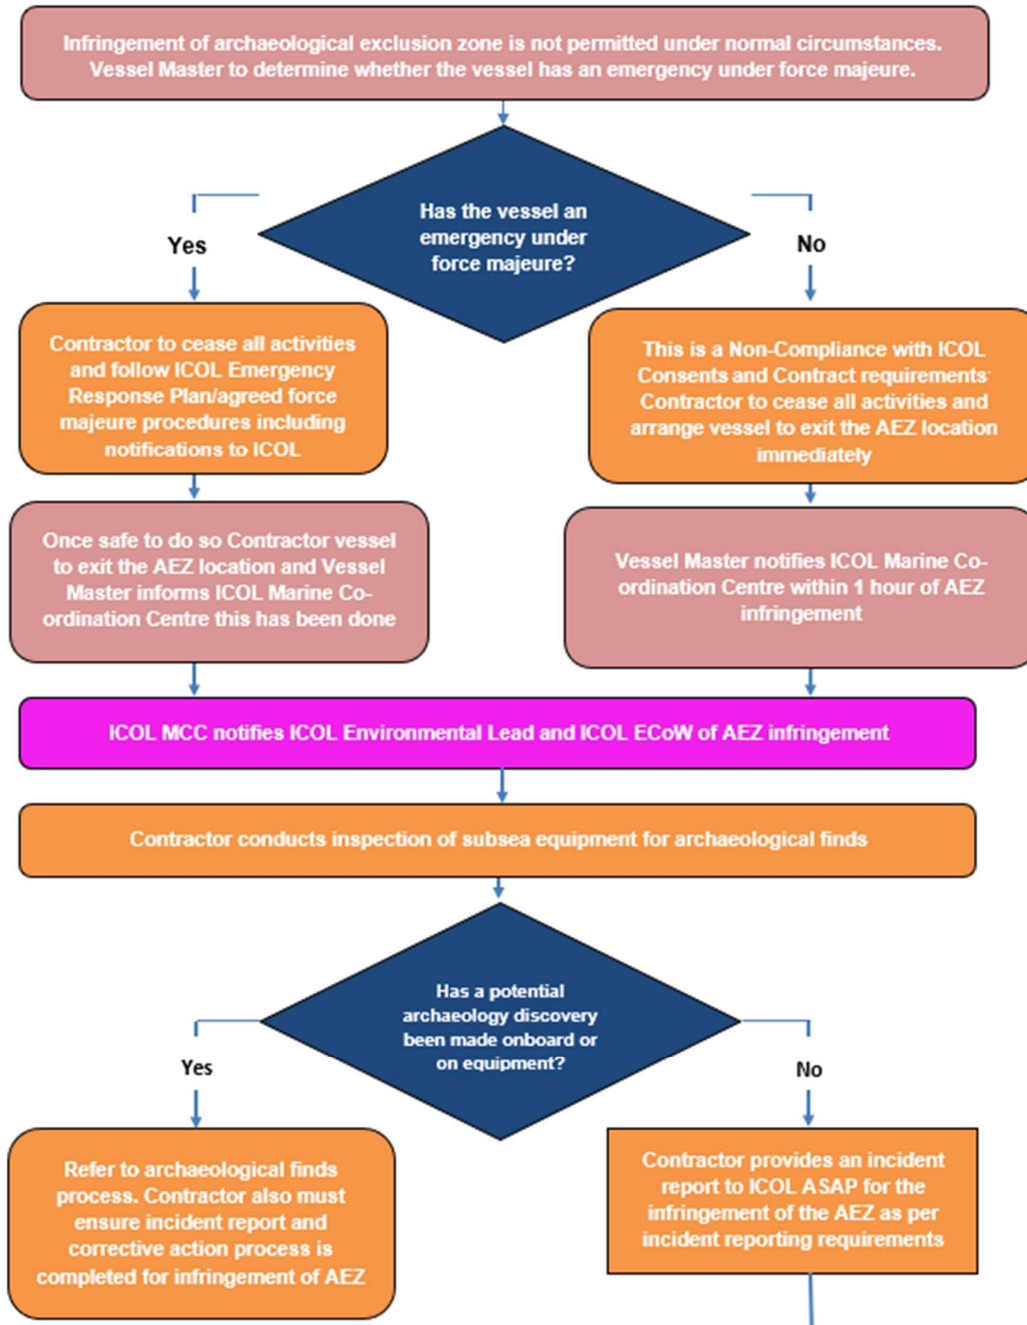 Infringement of archaeological exclusion zone is not permitted under normal circumstances.
Vessel Master to determine whether the vessel has an emergency under force majeure.
Has the vessel an
emergency under
force majeure?
Yes
No
Contractor to cease all activities
and follow ICOL Emergency
Response Plan/agreed force
majeure procedures including
notifications to ICOL
This is a Non-Compliance with ICOL
Consents and Contract requirements
Contractor to cease all activities and
arrange vessel to exit the AEZ location
immediately
Once safe to do so Contractor vessel
to exit the AEZ location and Vessel
Master informs ICOL Marine Co-
ordination Centre this has been done
Vessel Master notifies ICOL Marine Co-
ordination Centre within 1 hour of AEZ
infringement
ICOL MCC notifies ICOL Environmental Lead and ICOL ECoW of AEZ infringement
Contractor conducts inspection of subsea equipment for archaeological finds
Has a potential
archaeology discovery
been made onboard or
on equipment?
Yes
No
Refer to archaeological finds
process. Contractor also must
ensure incident report and
corrective action process is
completed for infringement of AEZ
Contractor provides an incident
report to ICOL ASAP for the
infringement of the AEZ as per
incident reporting requirements